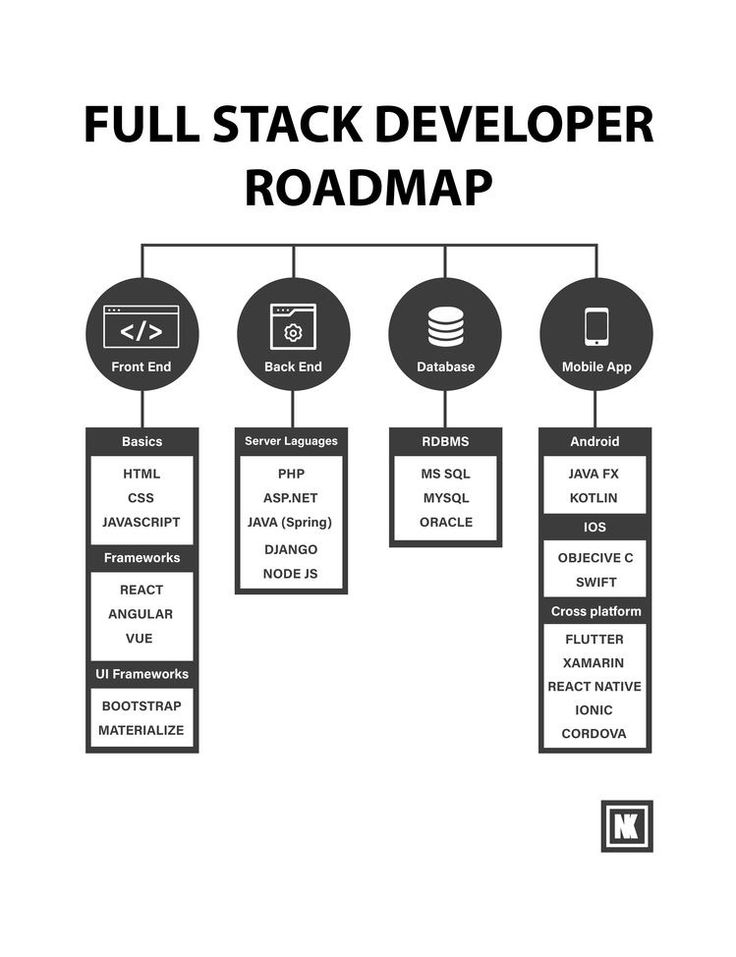 FULL STACK DEVELOPER
ROADMAP
</>
Front End
Basics
HTML
CSS
JAVASCRIPT
Frameworks
REACT
ANGULAR
VUE
UI Frameworks
BOOTSTRAP
MATERIALIZE
Back End
Server Laguages
PHP
ASP.NET
JAVA (Spring)
DJANGO
NODE JS
Database
RDBMS
MS SQL
MYSQL
ORACLE
Mobile App
Android
JAVA FX
KOTLIN
IOS
OBJECIVE C
SWIFT
Cross platform
FLUTTER
XAMARIN
REACT NATIVE
IONIC
CORDOVA
NK